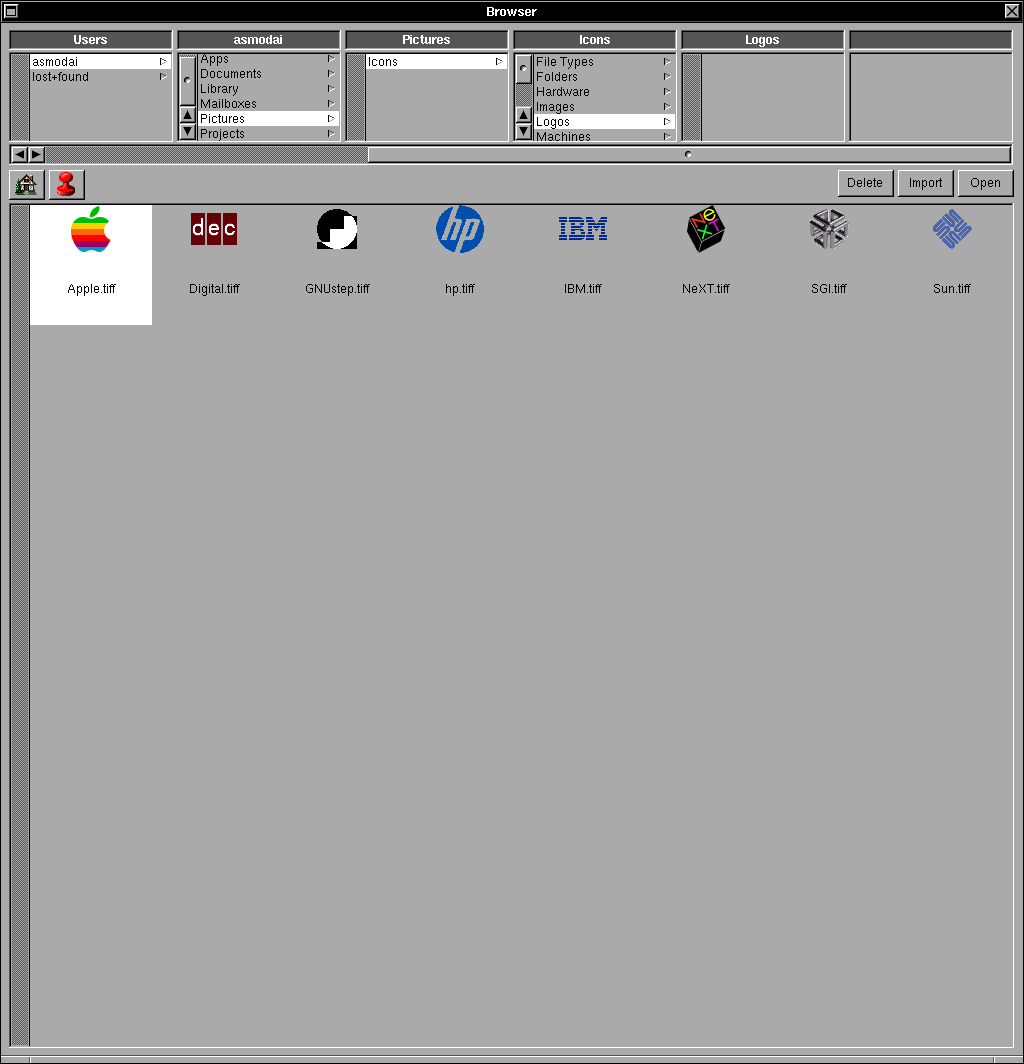 Browser
Users asmodai Pictures Icons Logos
asmodai
lost+found
Apps
Documents
Library
Mailboxes
Pictures
Projects
Icons
File Types
Folders
Hardware
Images
Logos
Machines
Delete Import Open
dec hp IBM NeXT
Apple.tiff Digital.tiff GNUstep.tiff hp.tiff IBM.tiff NeXT.tiff SGI.tiff Sun.tiff